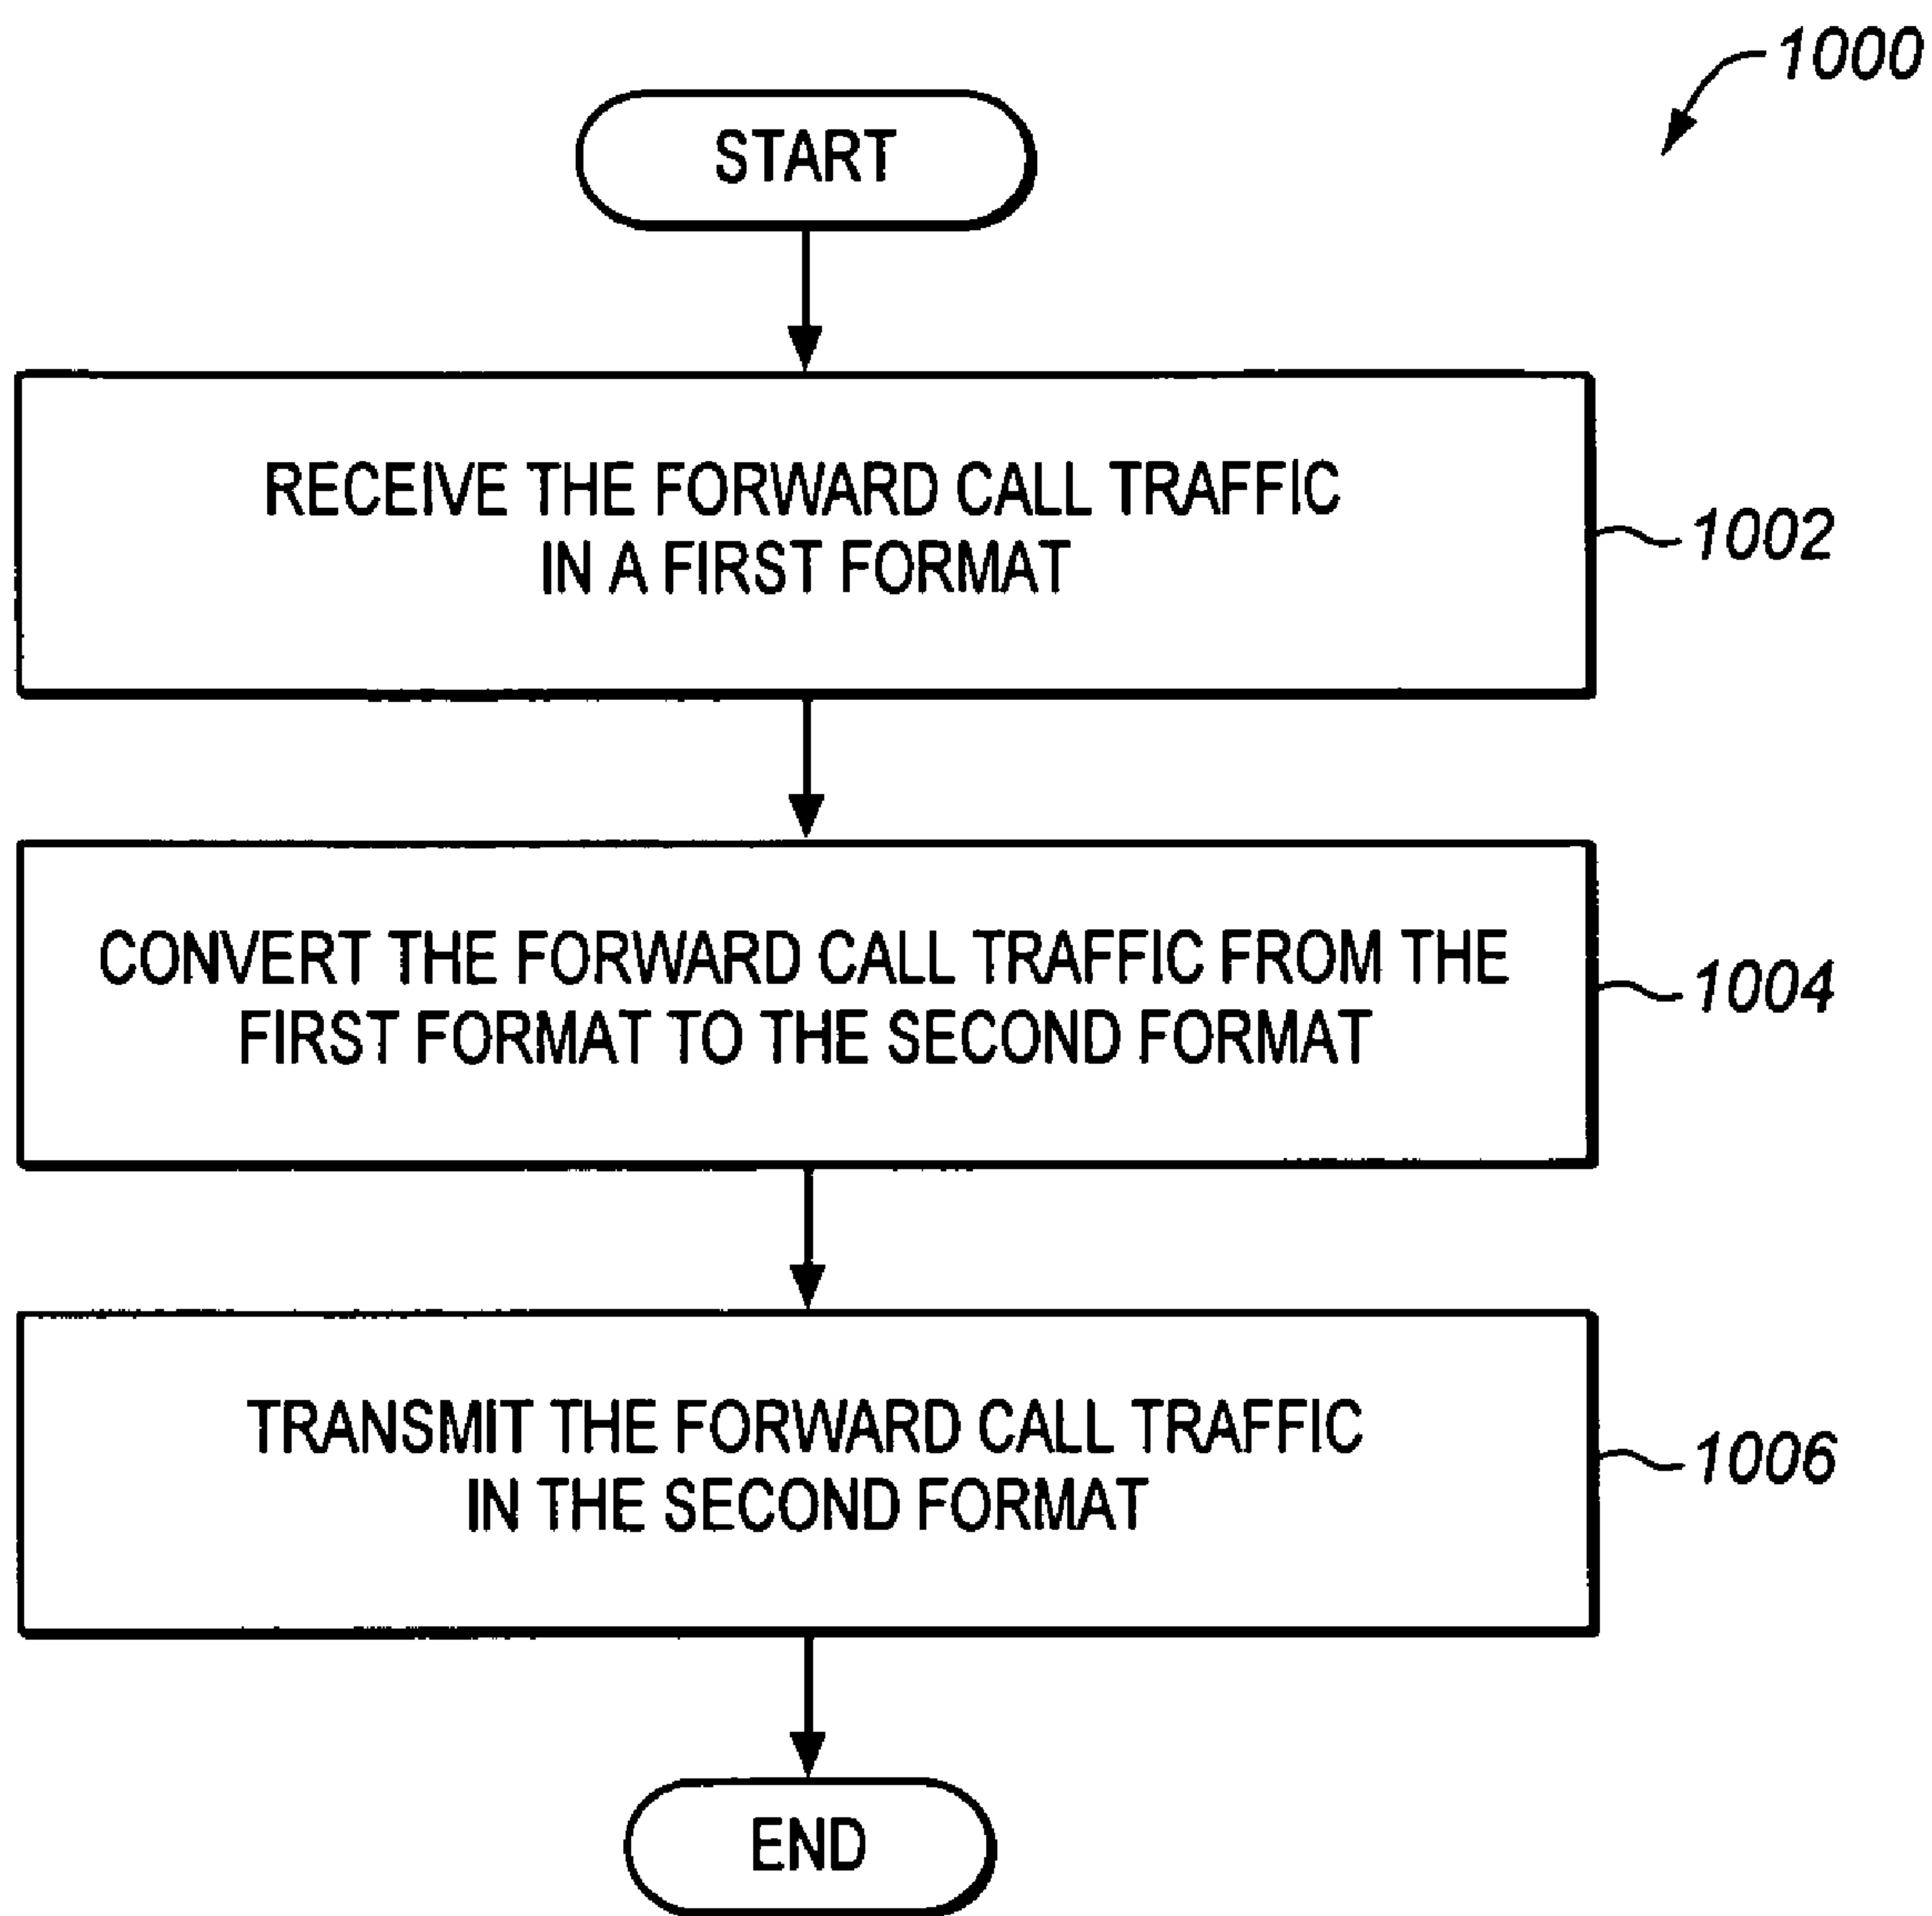 1000
START
RECEIVE THE FORWARD CALL TRAFFIC
IN A FIRST FORMAT
1002
CONVERT THE FORWARD CALL TRAFFIC FROM THE
FIRST FORMAT TO THE SECOND FORMAT
1004
TRANSMIT THE FORWARD CALL TRAFFIC
IN THE SECOND FORMAT
1006
END